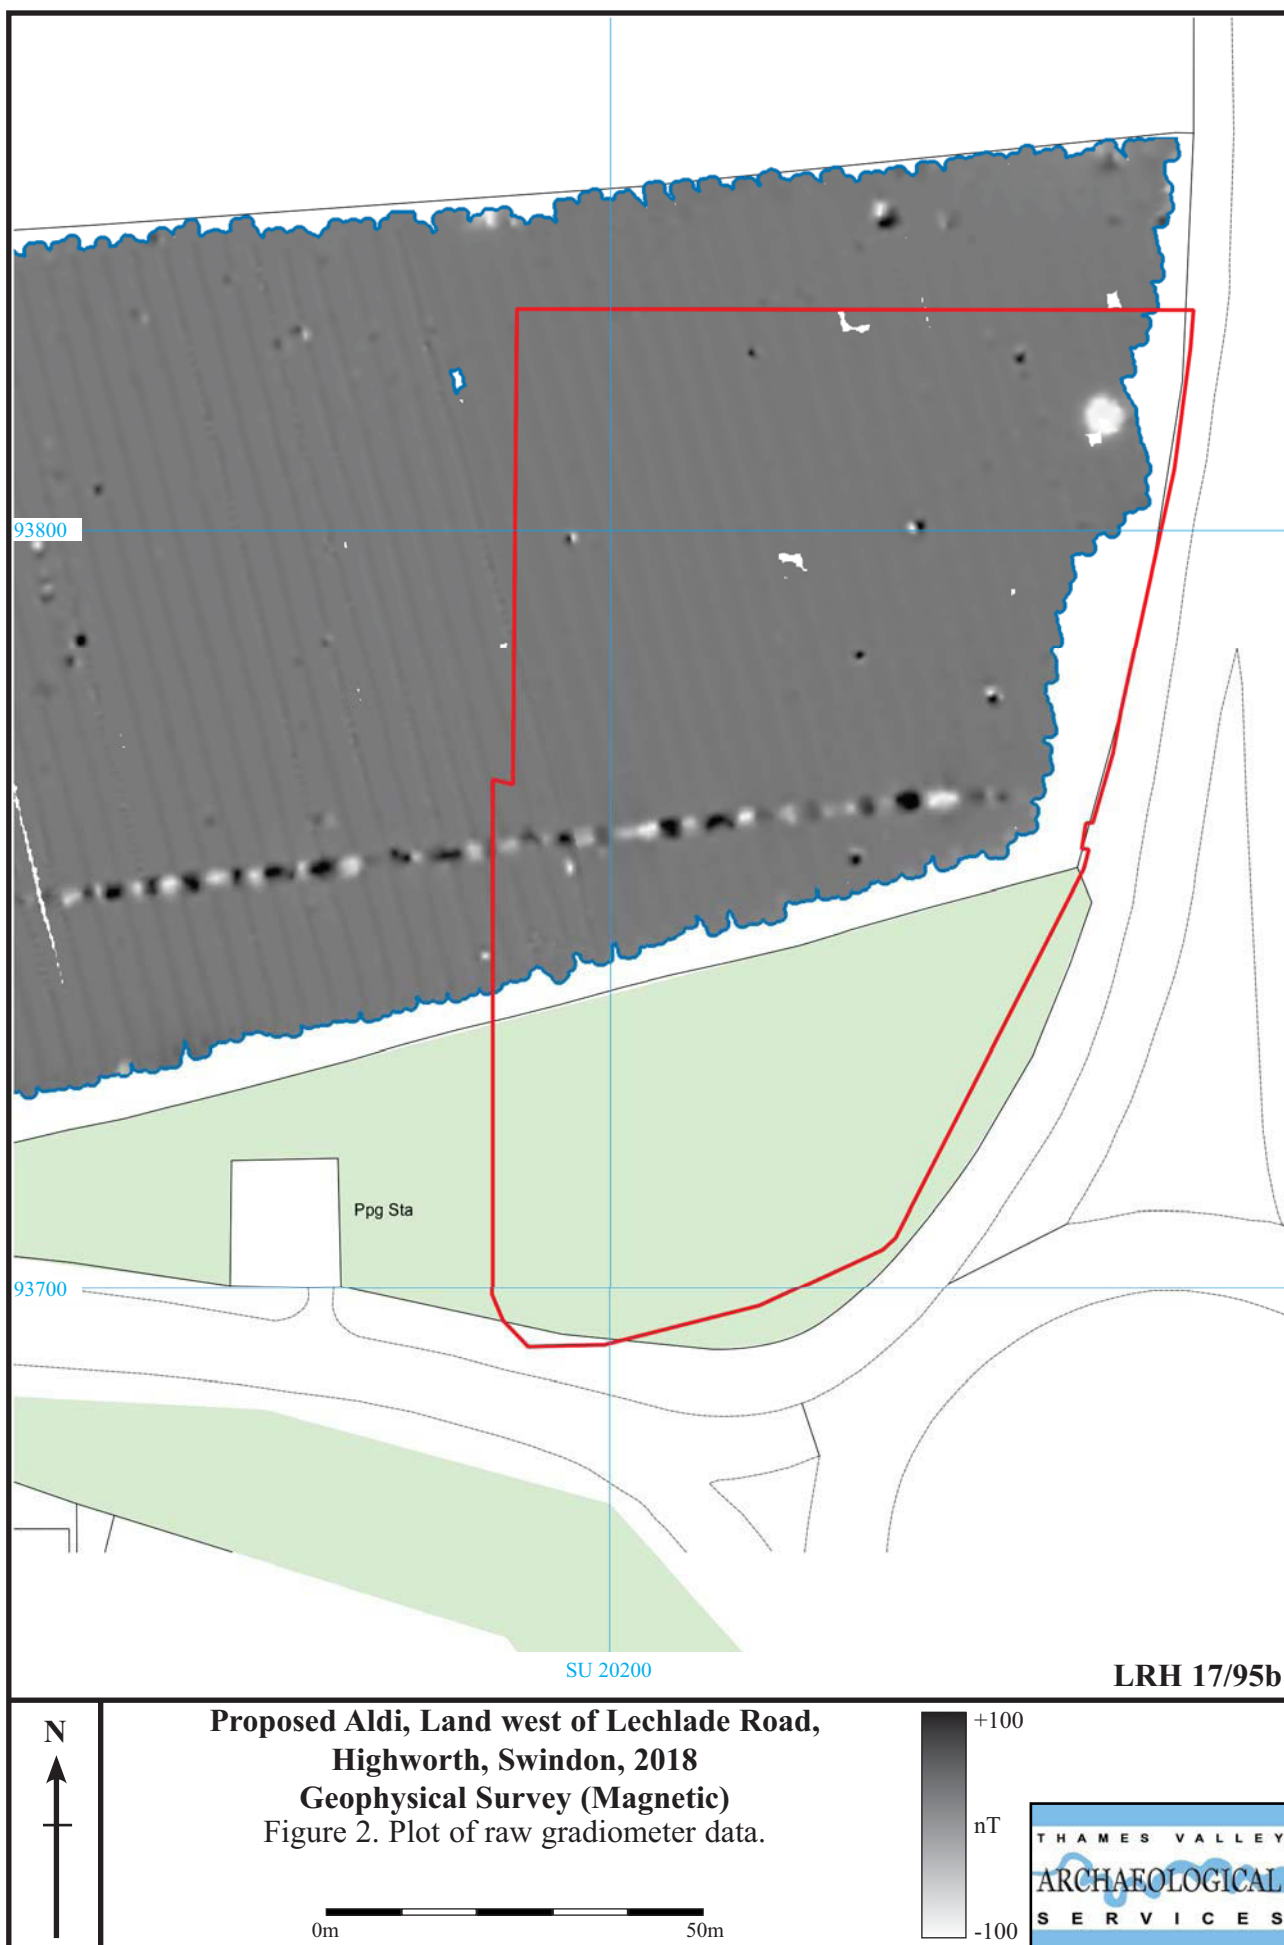 93800
Ppg Sta
93700
SU 20200
LRH 17/95b
N
Proposed Aldi, Land west of Lechlade Road,
Highworth, Swindon, 2018
Geophysical Survey (Magnetic)
Figure 2. Plot of raw gradiometer data.
0m
50m
+100
nT
-100
THAMES VALLEY
ARCHAEOLOGICAL
SERVICES